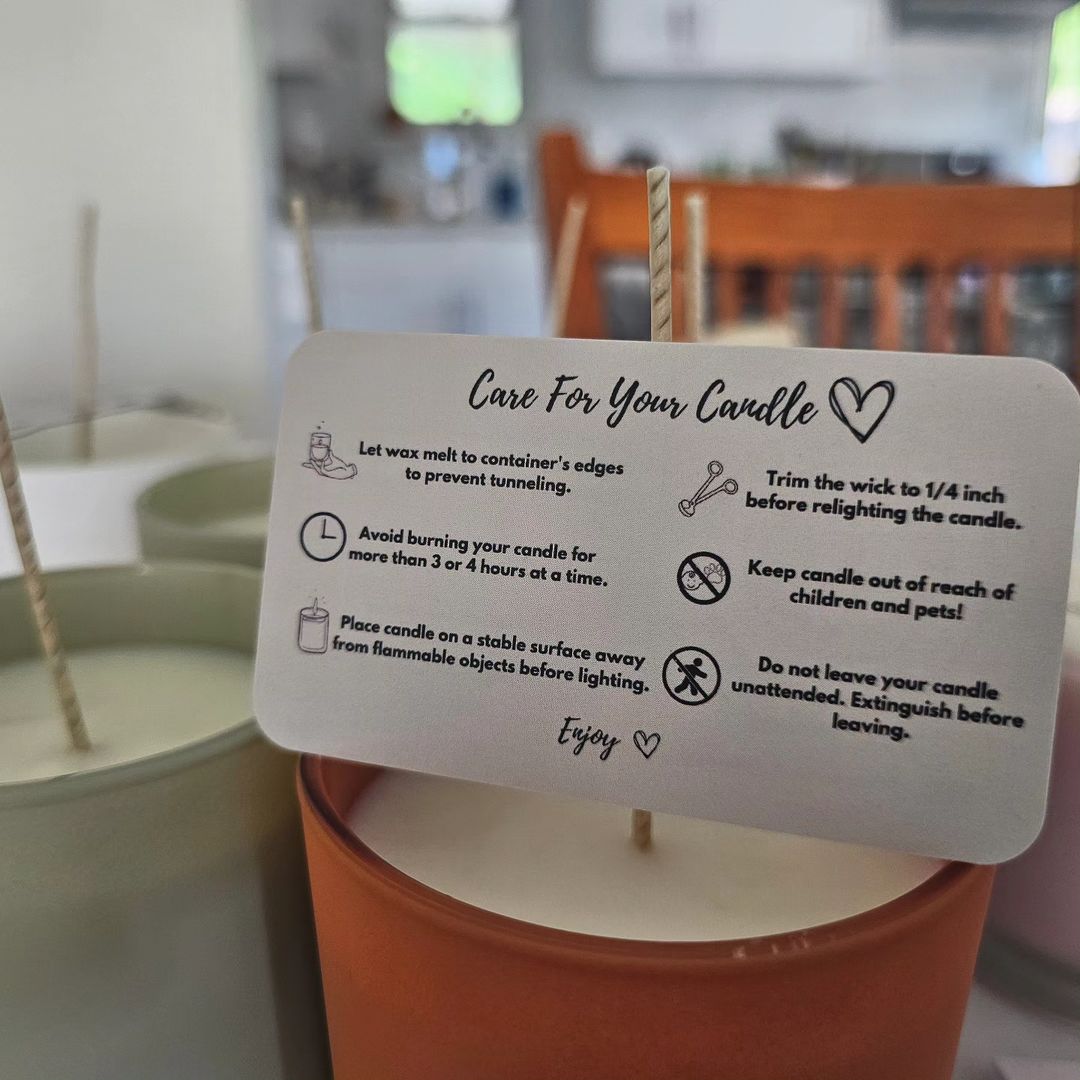 Care For Your Candle
Let wax melt to container's edges
to prevent tunneling.
Avoid burning your candle for
more than 3 or 4 hours at a time.
Place candle on a stable surface away
from flammable objects before lighting.
Trim the wick to 1/4 inch
before relighting the candle.
Keep candle out of reach of
children and pets!
Do not leave your candle
unattended. Extinguish before
leaving.
Enjoy